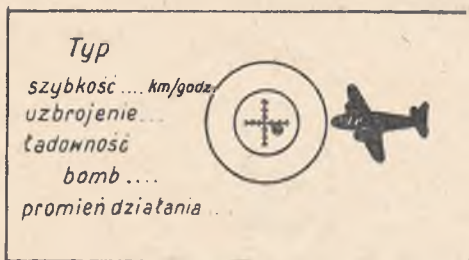 Typ
szybkość .... km/godz.
uzbrojenie ...
ładowność
bomb ....
promień działania ...